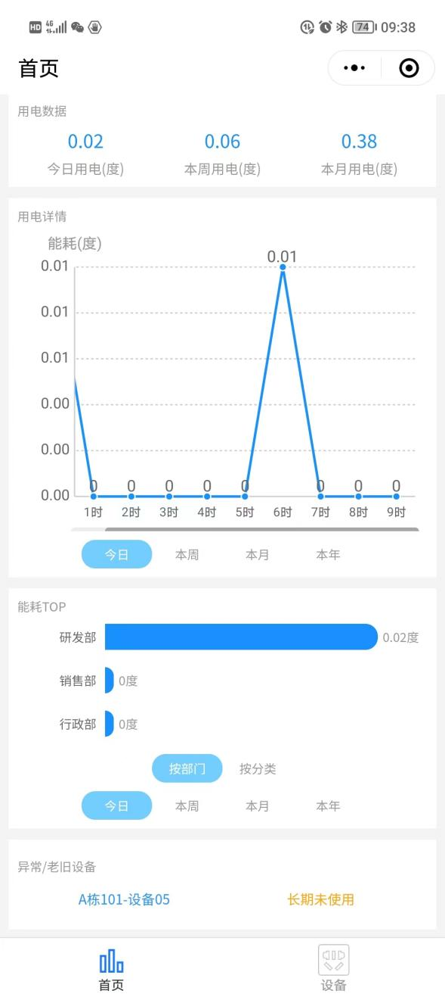 HD 4G 74 09:38
首页
用电数据
0.02 0.06 0.38
今日用电(度) 本周用电(度) 本月用电(度)
用电详情
能耗(度)
0.01
0.01
0.01
0.01
0.00
0.00
0.00
0 0 0 0 0 0 0 0
1时 2时 3时 4时 5时 6时 7时 8时 9时
今日 本周 本月 本年
能耗TOP
研发部 0.02度
销售部 0度
行政部 0度
按部门 按分类
今日 本周 本月 本年
异常/老旧设备
A栋101-设备05 长期未使用
首页 设备